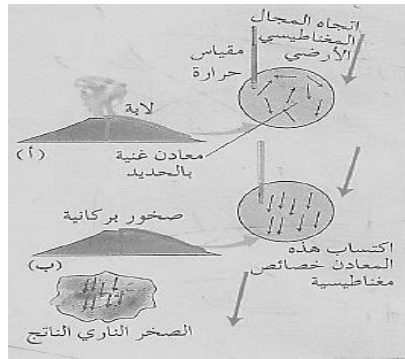 اتجاه المجال
المغناطيسي
الأرضي
مقياس
حرارة
لابة
معادن غنية
بالحديد
(أ)
صخور بركانية
(ب)
اكتساب هذه
المعادن خصائص
مغناطيسية
الصخر الناري الناتج